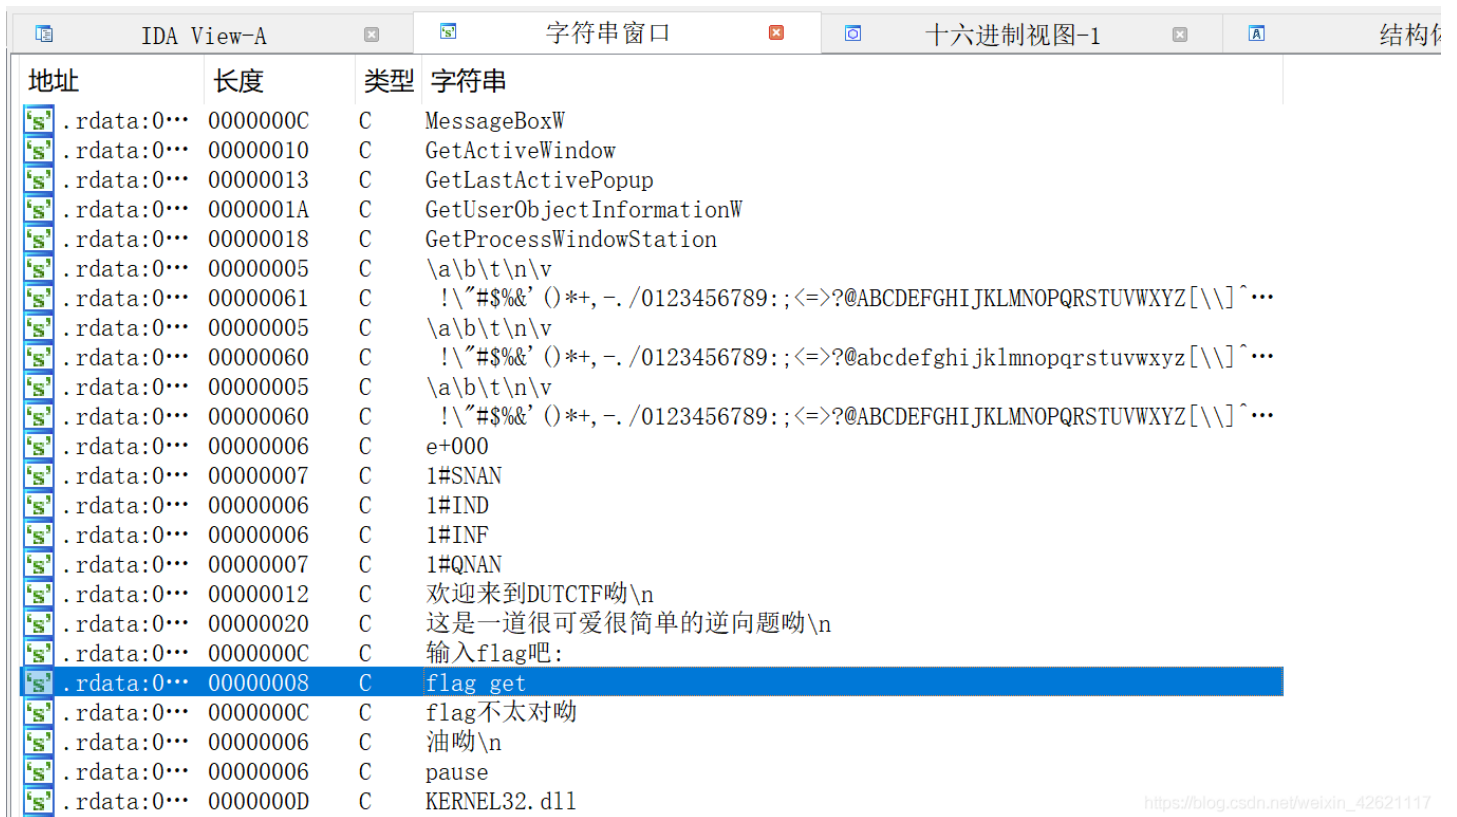 IDA View-A 字符串窗口 十六进制视图-1 结构体
地址 长度 类型 字符串
's' .rdata:0… 0000000C C MessageBoxW
's' .rdata:0… 00000010 C GetActiveWindow
's' .rdata:0… 00000013 C GetLastActivePopup
's' .rdata:0… 0000001A C GetUserObjectInformationW
's' .rdata:0… 00000018 C GetProcessWindowStation
's' .rdata:0… 00000005 C \a\b\t\n\v
's' .rdata:0… 00000061 C !\"#$%&'()*+,-./0123456789:;<=>?@ABCDEFGHIJKLMNOPQRSTUVWXYZ[\\]^…
's' .rdata:0… 00000005 C \a\b\t\n\v
's' .rdata:0… 00000060 C !\"#$%&'()*+,-./0123456789:;<=>?@abcdefghijklmnopqrstuvwxyz[\\]^…
's' .rdata:0… 00000005 C \a\b\t\n\v
's' .rdata:0… 00000060 C !\"#$%&'()*+,-./0123456789:;<=>?@ABCDEFGHIJKLMNOPQRSTUVWXYZ[\\]^…
's' .rdata:0… 00000006 C e+000
's' .rdata:0… 00000007 C 1#SNAN
's' .rdata:0… 00000006 C 1#IND
's' .rdata:0… 00000006 C 1#INF
's' .rdata:0… 00000007 C 1#QNAN
's' .rdata:0… 00000012 C 欢迎来到DUTCTF呦\n
's' .rdata:0… 00000020 C 这是一道很可爱很简单的逆向题呦\n
's' .rdata:0… 0000000C C 输入flag吧:
's' .rdata:0… 00000008 C flag get
's' .rdata:0… 0000000C C flag不太对呦
's' .rdata:0… 00000006 C 油呦\n
's' .rdata:0… 00000006 C pause
's' .rdata:0… 0000000D C KERNEL32.dll
https://blog.csdn.net/weixin_42621117